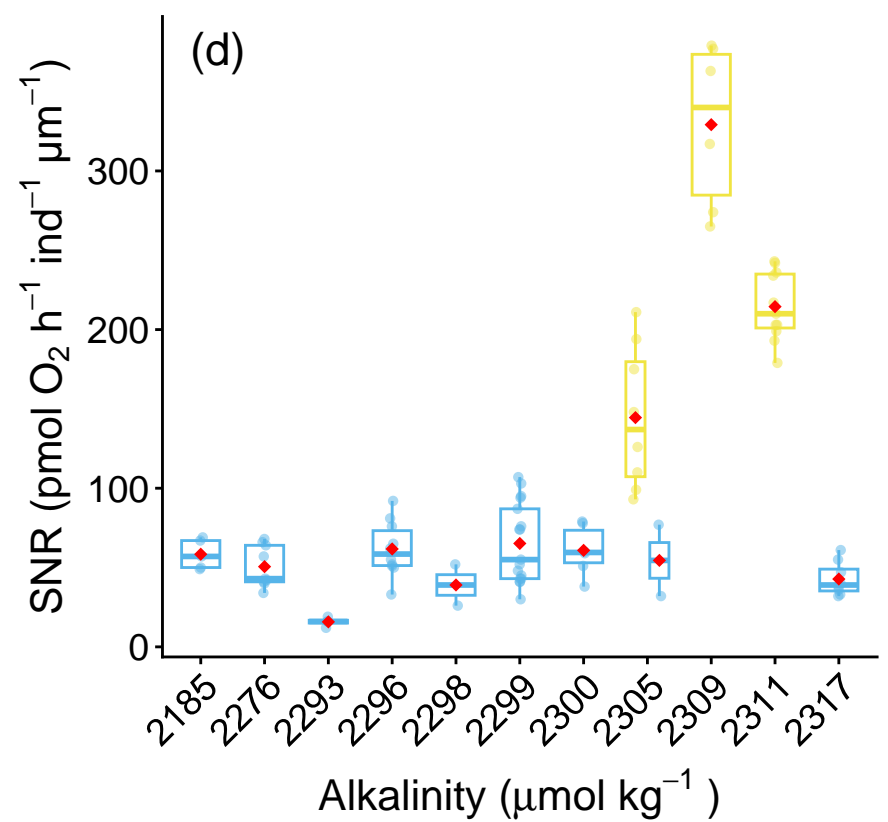 (d)
SNR (pmol O₂ h⁻¹ ind⁻¹ µm⁻¹)
300
200
100
0
2185 2276 2293 2296 2298 2299 2300 2305 2309 2311 2317
Alkalinity (µmol kg⁻¹ )